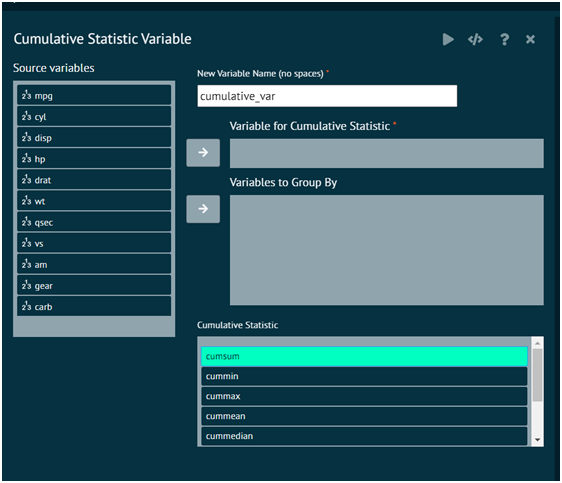 Cumulative Statistic Variable
Source variables
mpg
cyl
disp
hp
drat
wt
qsec
vs
am
gear
carb
New Variable Name (no spaces) *
cumulative_var
Variable for Cumulative Statistic *
Variables to Group By
Cumulative Statistic
cumsum
cummin
cummax
cummean
cummedian